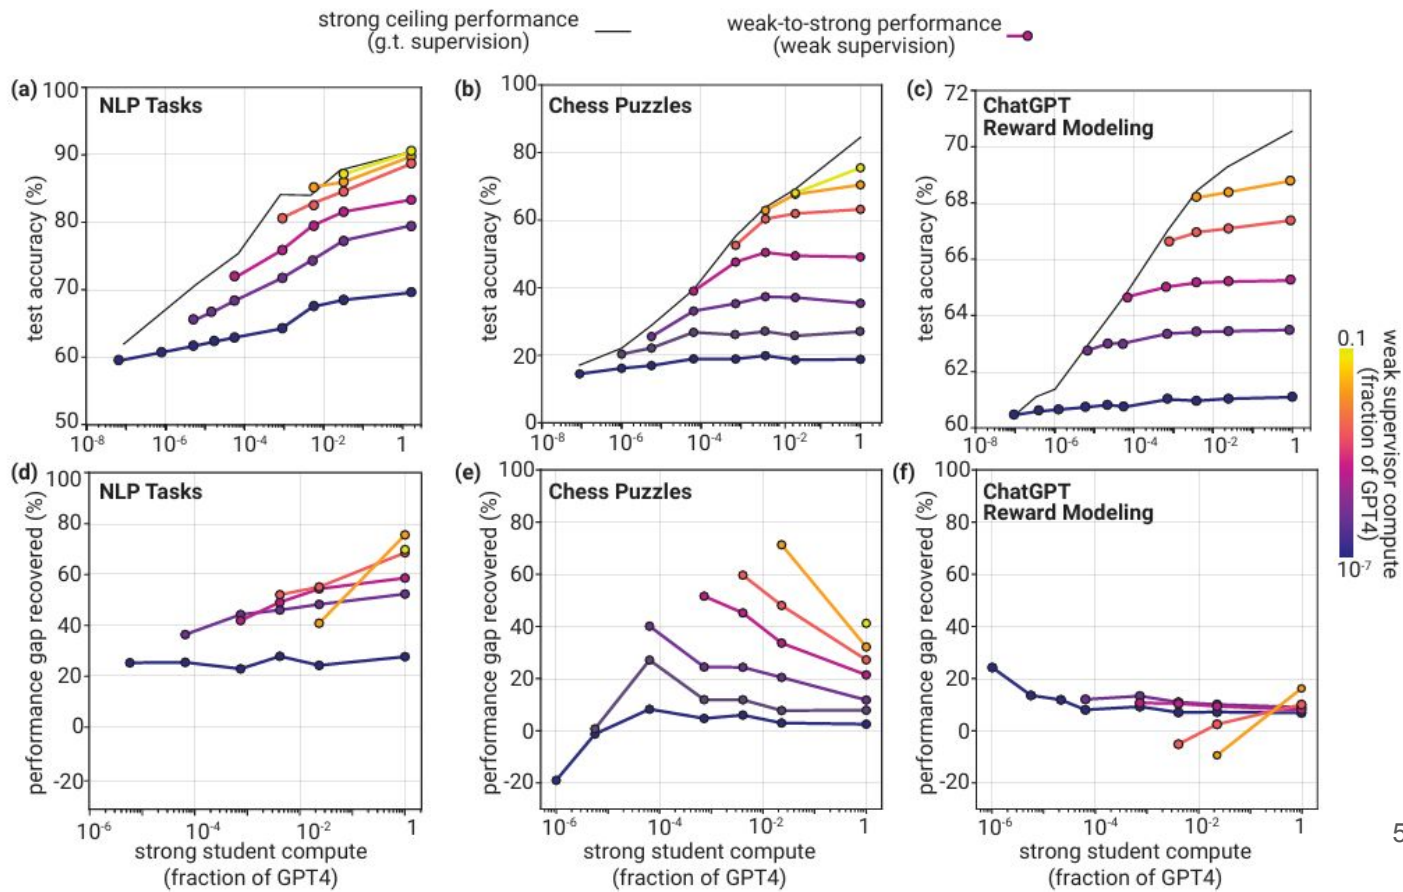 strong ceiling performance
(g.t. supervision)
weak-to-strong performance
(weak supervision)
(a)
NLP Tasks
test accuracy (%)
100
90
80
70
60
50
10-8
10-6
10-4
10-2
1
(b)
Chess Puzzles
test accuracy (%)
100
80
60
40
20
0
10-8
10-6
10-4
10-2
1
(c)
ChatGPT
Reward Modeling
test accuracy (%)
72
70
68
66
64
62
60
10-8
10-6
10-4
10-2
1
0.1
10-7
weak supervisor compute
(fraction of GPT4)
(d)
NLP Tasks
performance gap recovered (%)
100
80
60
40
20
0
-20
10-6
10-4
10-2
1
strong student compute
(fraction of GPT4)
(e)
Chess Puzzles
performance gap recovered (%)
100
80
60
40
20
0
-20
10-6
10-4
10-2
1
strong student compute
(fraction of GPT4)
(f)
ChatGPT
Reward Modeling
performance gap recovered (%)
100
80
60
40
20
0
-20
10-6
10-4
10-2
1
strong student compute
(fraction of GPT4)
5